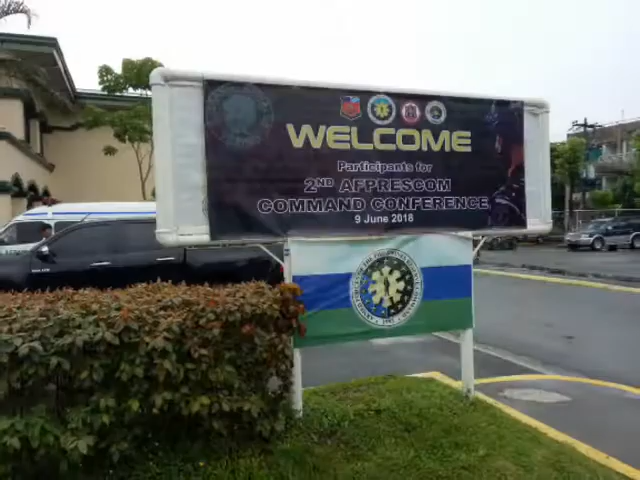 WELCOME
Participants for
2ND AFPRESCOM
COMMAND CONFERENCE
9 June 2018